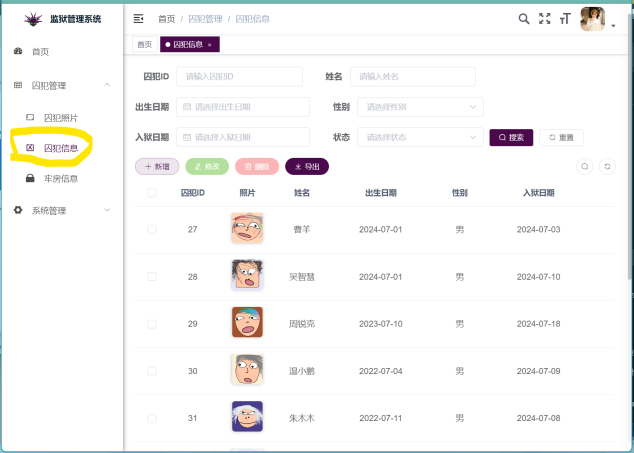 监狱管理系统
首页 / 囚犯管理 / 囚犯信息
首页
囚犯信息 ×
首页
囚犯管理
囚犯照片
囚犯信息
牢房信息
系统管理
囚犯ID 请输入囚犯ID 姓名 请输入姓名
出生日期 请选择出生日期 性别 请选择性别
入狱日期 请选择入狱日期 状态 请选择状态 搜索 重置
+ 新增 修改 删除 导出
囚犯ID 照片 姓名 出生日期 性别 入狱日期
27 曹羊 2024-07-01 男 2024-07-03
28 吴智慧 2024-07-01 男 2024-07-10
29 周锐克 2023-07-10 男 2024-07-18
30 温小鹏 2022-07-04 男 2024-07-09
31 朱木木 2022-07-11 男 2024-07-08